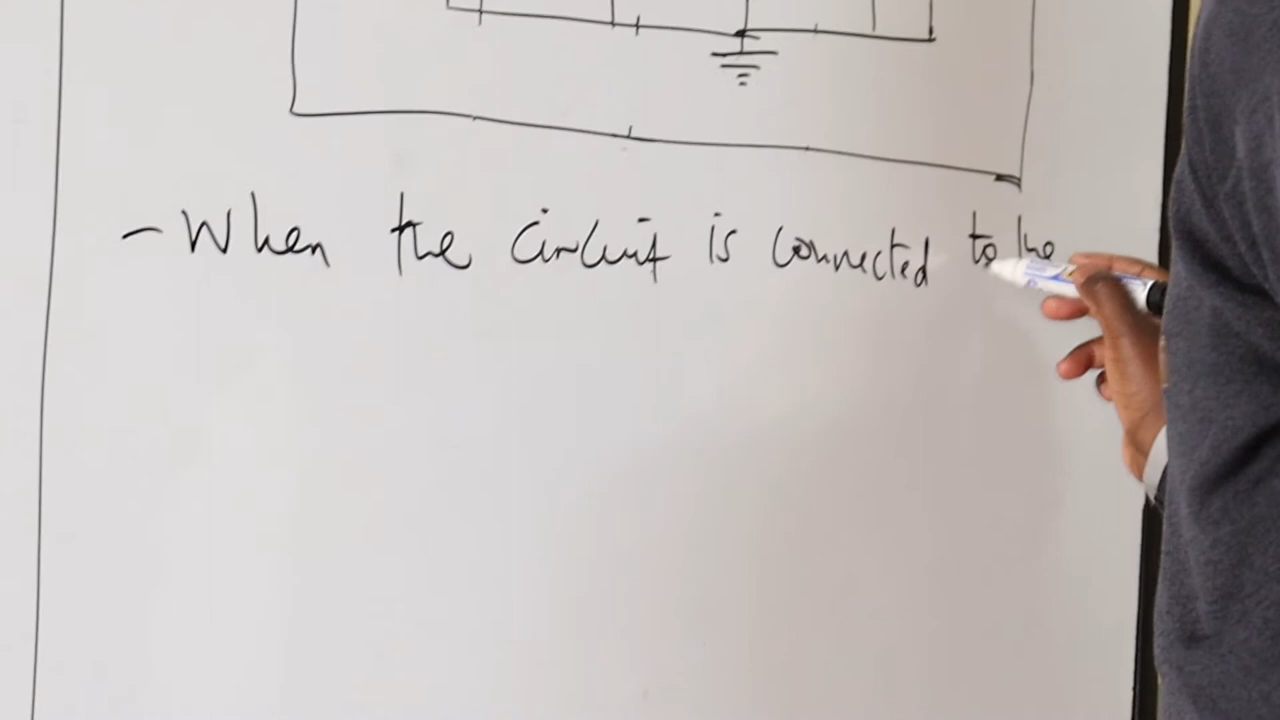 - When the circuit is connected to the